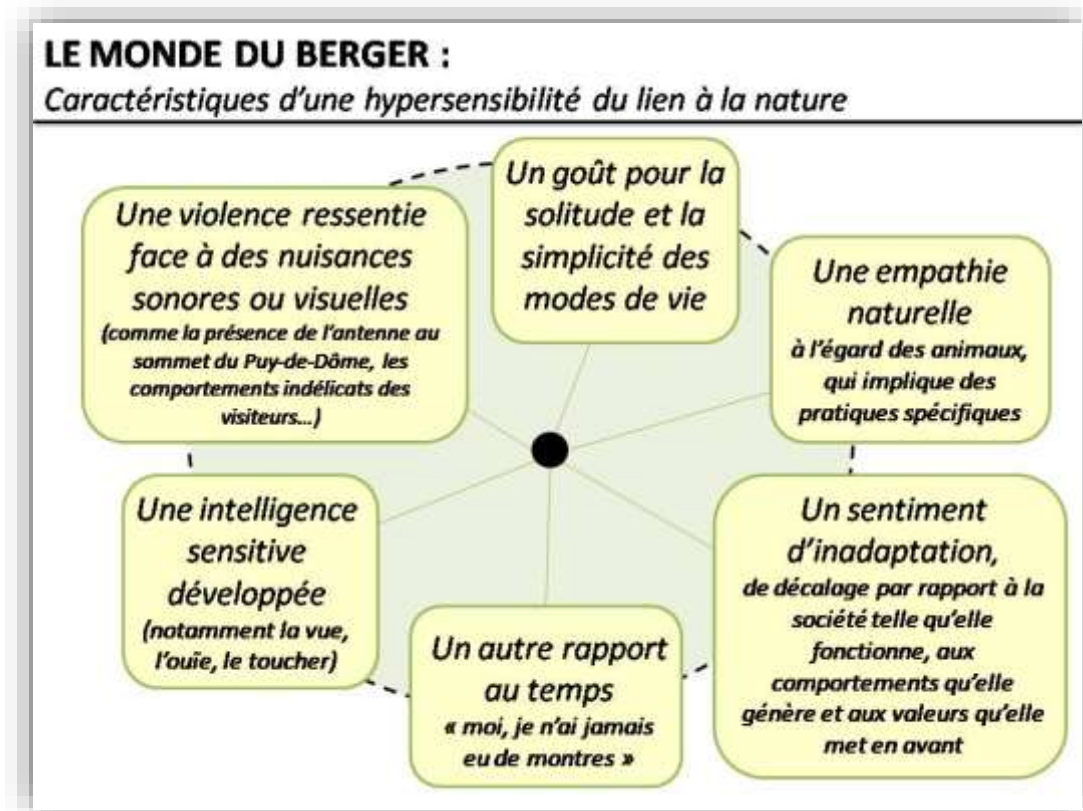 LE MONDE DU BERGER :
Caractéristiques d'une hypersensibilité du lien à la nature
Un goût pour la
solitude et la
simplicité des
modes de vie
Une empathie
naturelle
à l'égard des animaux,
qui implique des
pratiques spécifiques
Un sentiment
d'inadaptation,
de décalage par rapport à la
société telle qu'elle
fonctionne, aux
comportements qu'elle
génère et aux valeurs qu'elle
met en avant
Un autre rapport
au temps
« moi, je n'ai jamais
eu de montres »
Une intelligence
sensitive
développée
(notamment la vue,
l'ouïe, le toucher)
Une violence ressentie
face à des nuisances
sonores ou visuelles
(comme la présence de l'antenne au
sommet du Puy-de-Dôme, les
comportements indélicats des
visiteurs...)